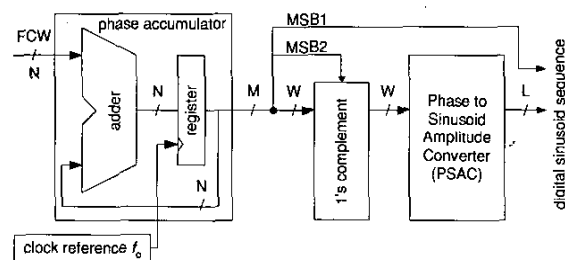 phase accumulator
MSB1
FCW
MSB2
N
N
M
W
W
L
adder
register
1's complement
Phase to
Sinusoid
Amplitude
Converter
(PSAC)
digital sinusoid sequence
N
clock reference fo